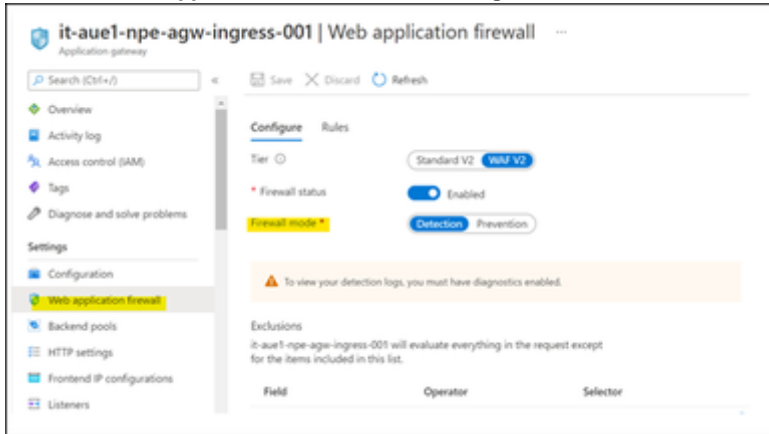 it-aue1-npe-agw-ingress-001 | Web application firewall ...
Application gateway
Search (Ctrl+/) «
Save Discard Refresh
Overview
Activity log
Access control (IAM)
Tags
Diagnose and solve problems
Settings
Configuration
Web application firewall
Backend pools
HTTP settings
Frontend IP configurations
Listeners
Configure Rules
Tier Standard V2 WAF V2
* Firewall status Enabled
Firewall mode * Detection Prevention
To view your detection logs, you must have diagnostics enabled.
Exclusions
it-aue1-npe-agw-ingress-001 will evaluate everything in the request except
for the items included in this list.
Field Operator Selector